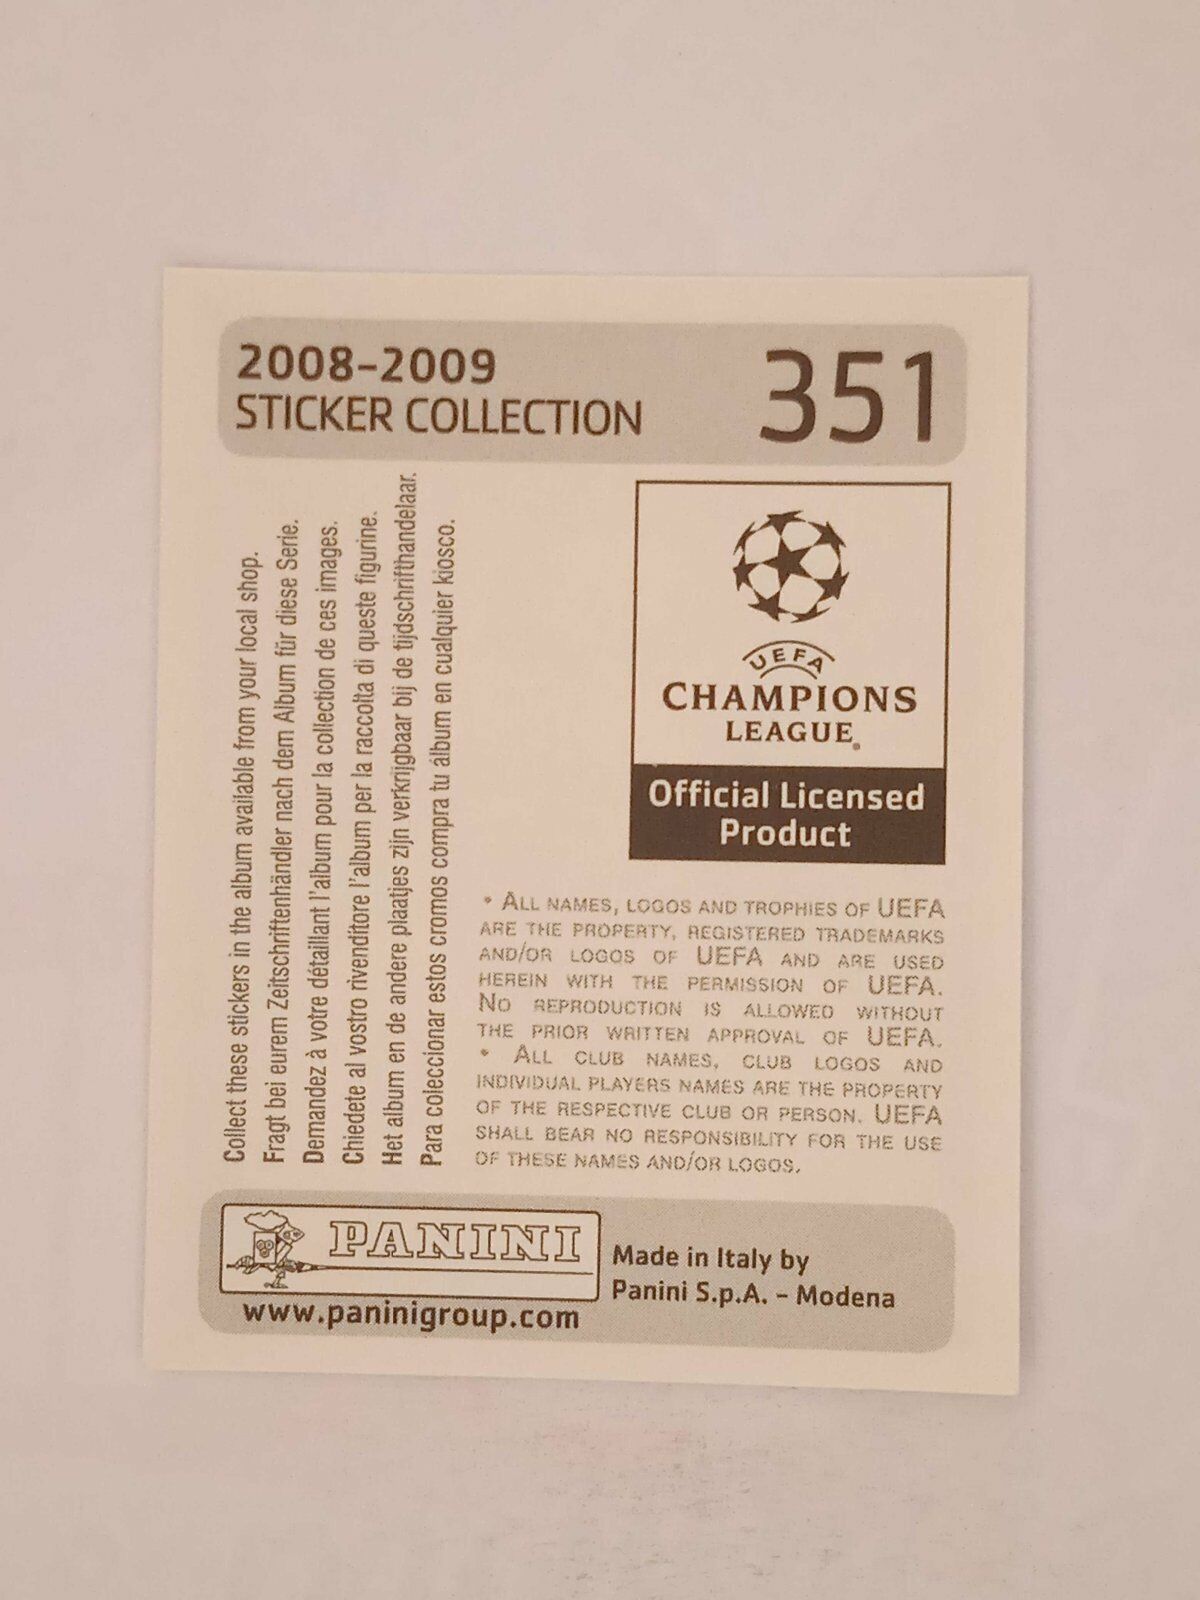 2008-2009
STICKER COLLECTION
351
Collect these stickers in the album available from your local shop.
Fragt bei eurem Zeitschriftenhändler nach dem Album für diese Serie.
Demandez à votre détaillant l'album pour la collection de ces images.
Chiedete al vostro rivenditore l'album per la raccolta di queste figurine.
Het album en de andere plaatjes zijn verkrijgbaar bij de tijdschrifthandelaar.
Para coleccionar estos cromos compra tu álbum en cualquier kiosco.
UEFA
CHAMPIONS
LEAGUE
Official Licensed
Product
• ALL NAMES, LOGOS AND TROPHIES OF UEFA
ARE THE PROPERTY, REGISTERED TRADEMARKS
AND/OR LOGOS OF UEFA AND ARE USED
HEREIN WITH THE PERMISSION OF UEFA.
NO REPRODUCTION IS ALLOWED WITHOUT
THE PRIOR WRITTEN APPROVAL OF UEFA.
• ALL CLUB NAMES, CLUB LOGOS AND
INDIVIDUAL PLAYERS NAMES ARE THE PROPERTY
OF THE RESPECTIVE CLUB OR PERSON. UEFA
SHALL BEAR NO RESPONSIBILITY FOR THE USE
OF THESE NAMES AND/OR LOGOS.
PANINI
www.paninigroup.com
Made in Italy by
Panini S.p.A. - Modena